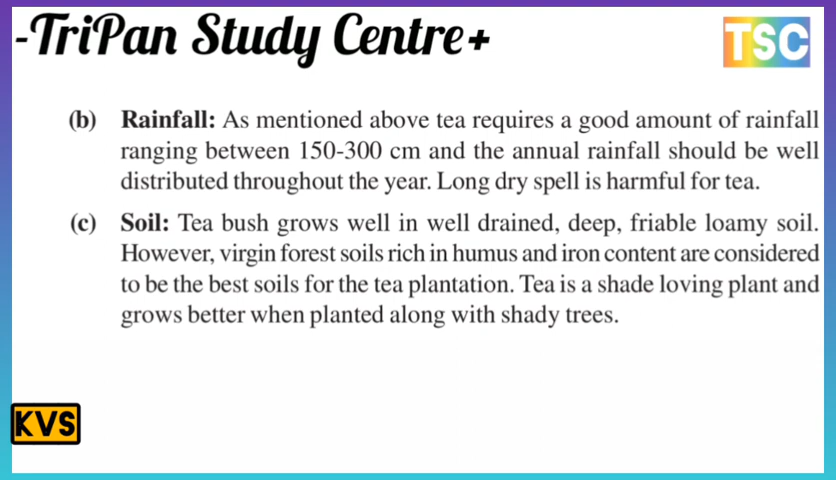 -TriPan Study Centre+
TSC
(b) Rainfall: As mentioned above tea requires a good amount of rainfall
ranging between 150-300 cm and the annual rainfall should be well
distributed throughout the year. Long dry spell is harmful for tea.
(c) Soil: Tea bush grows well in well drained, deep, friable loamy soil.
However, virgin forest soils rich in humus and iron content are considered
to be the best soils for the tea plantation. Tea is a shade loving plant and
grows better when planted along with shady trees.
KVS